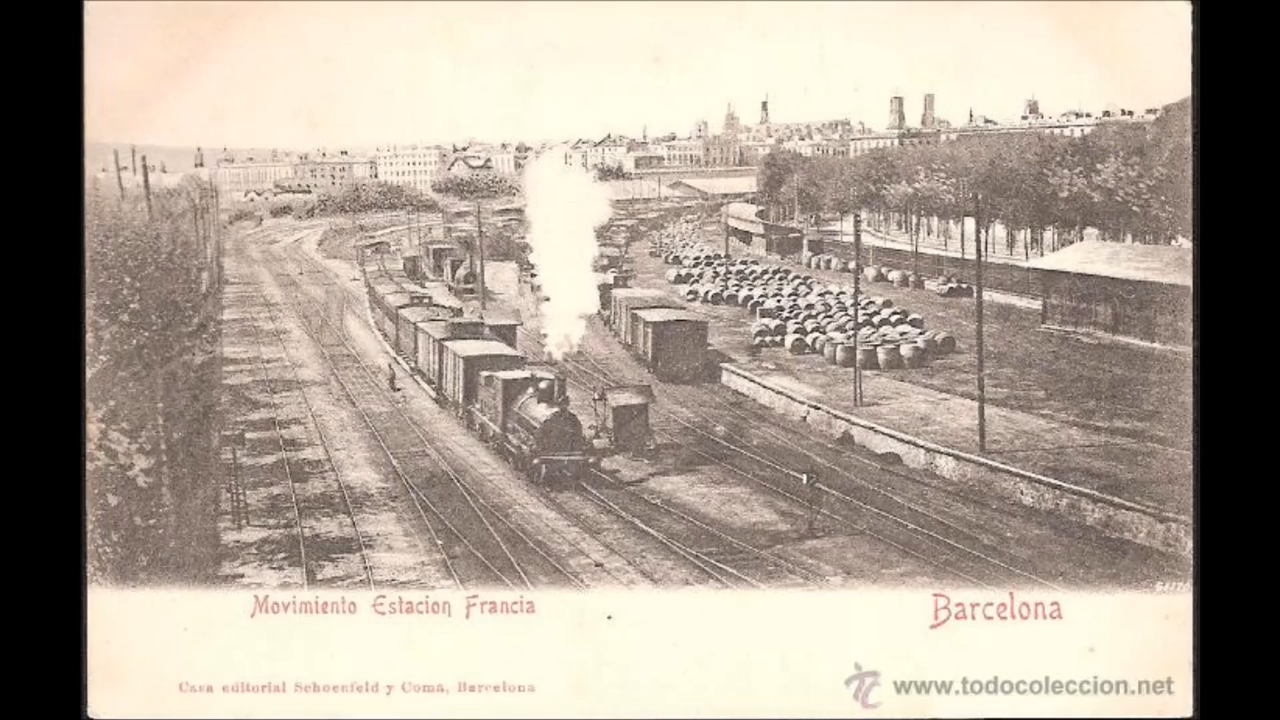 Movimiento Estacion Francia
Barcelona
Casa editorial Schoenfeld y Coma, Barcelona
www.todocoleccion.net